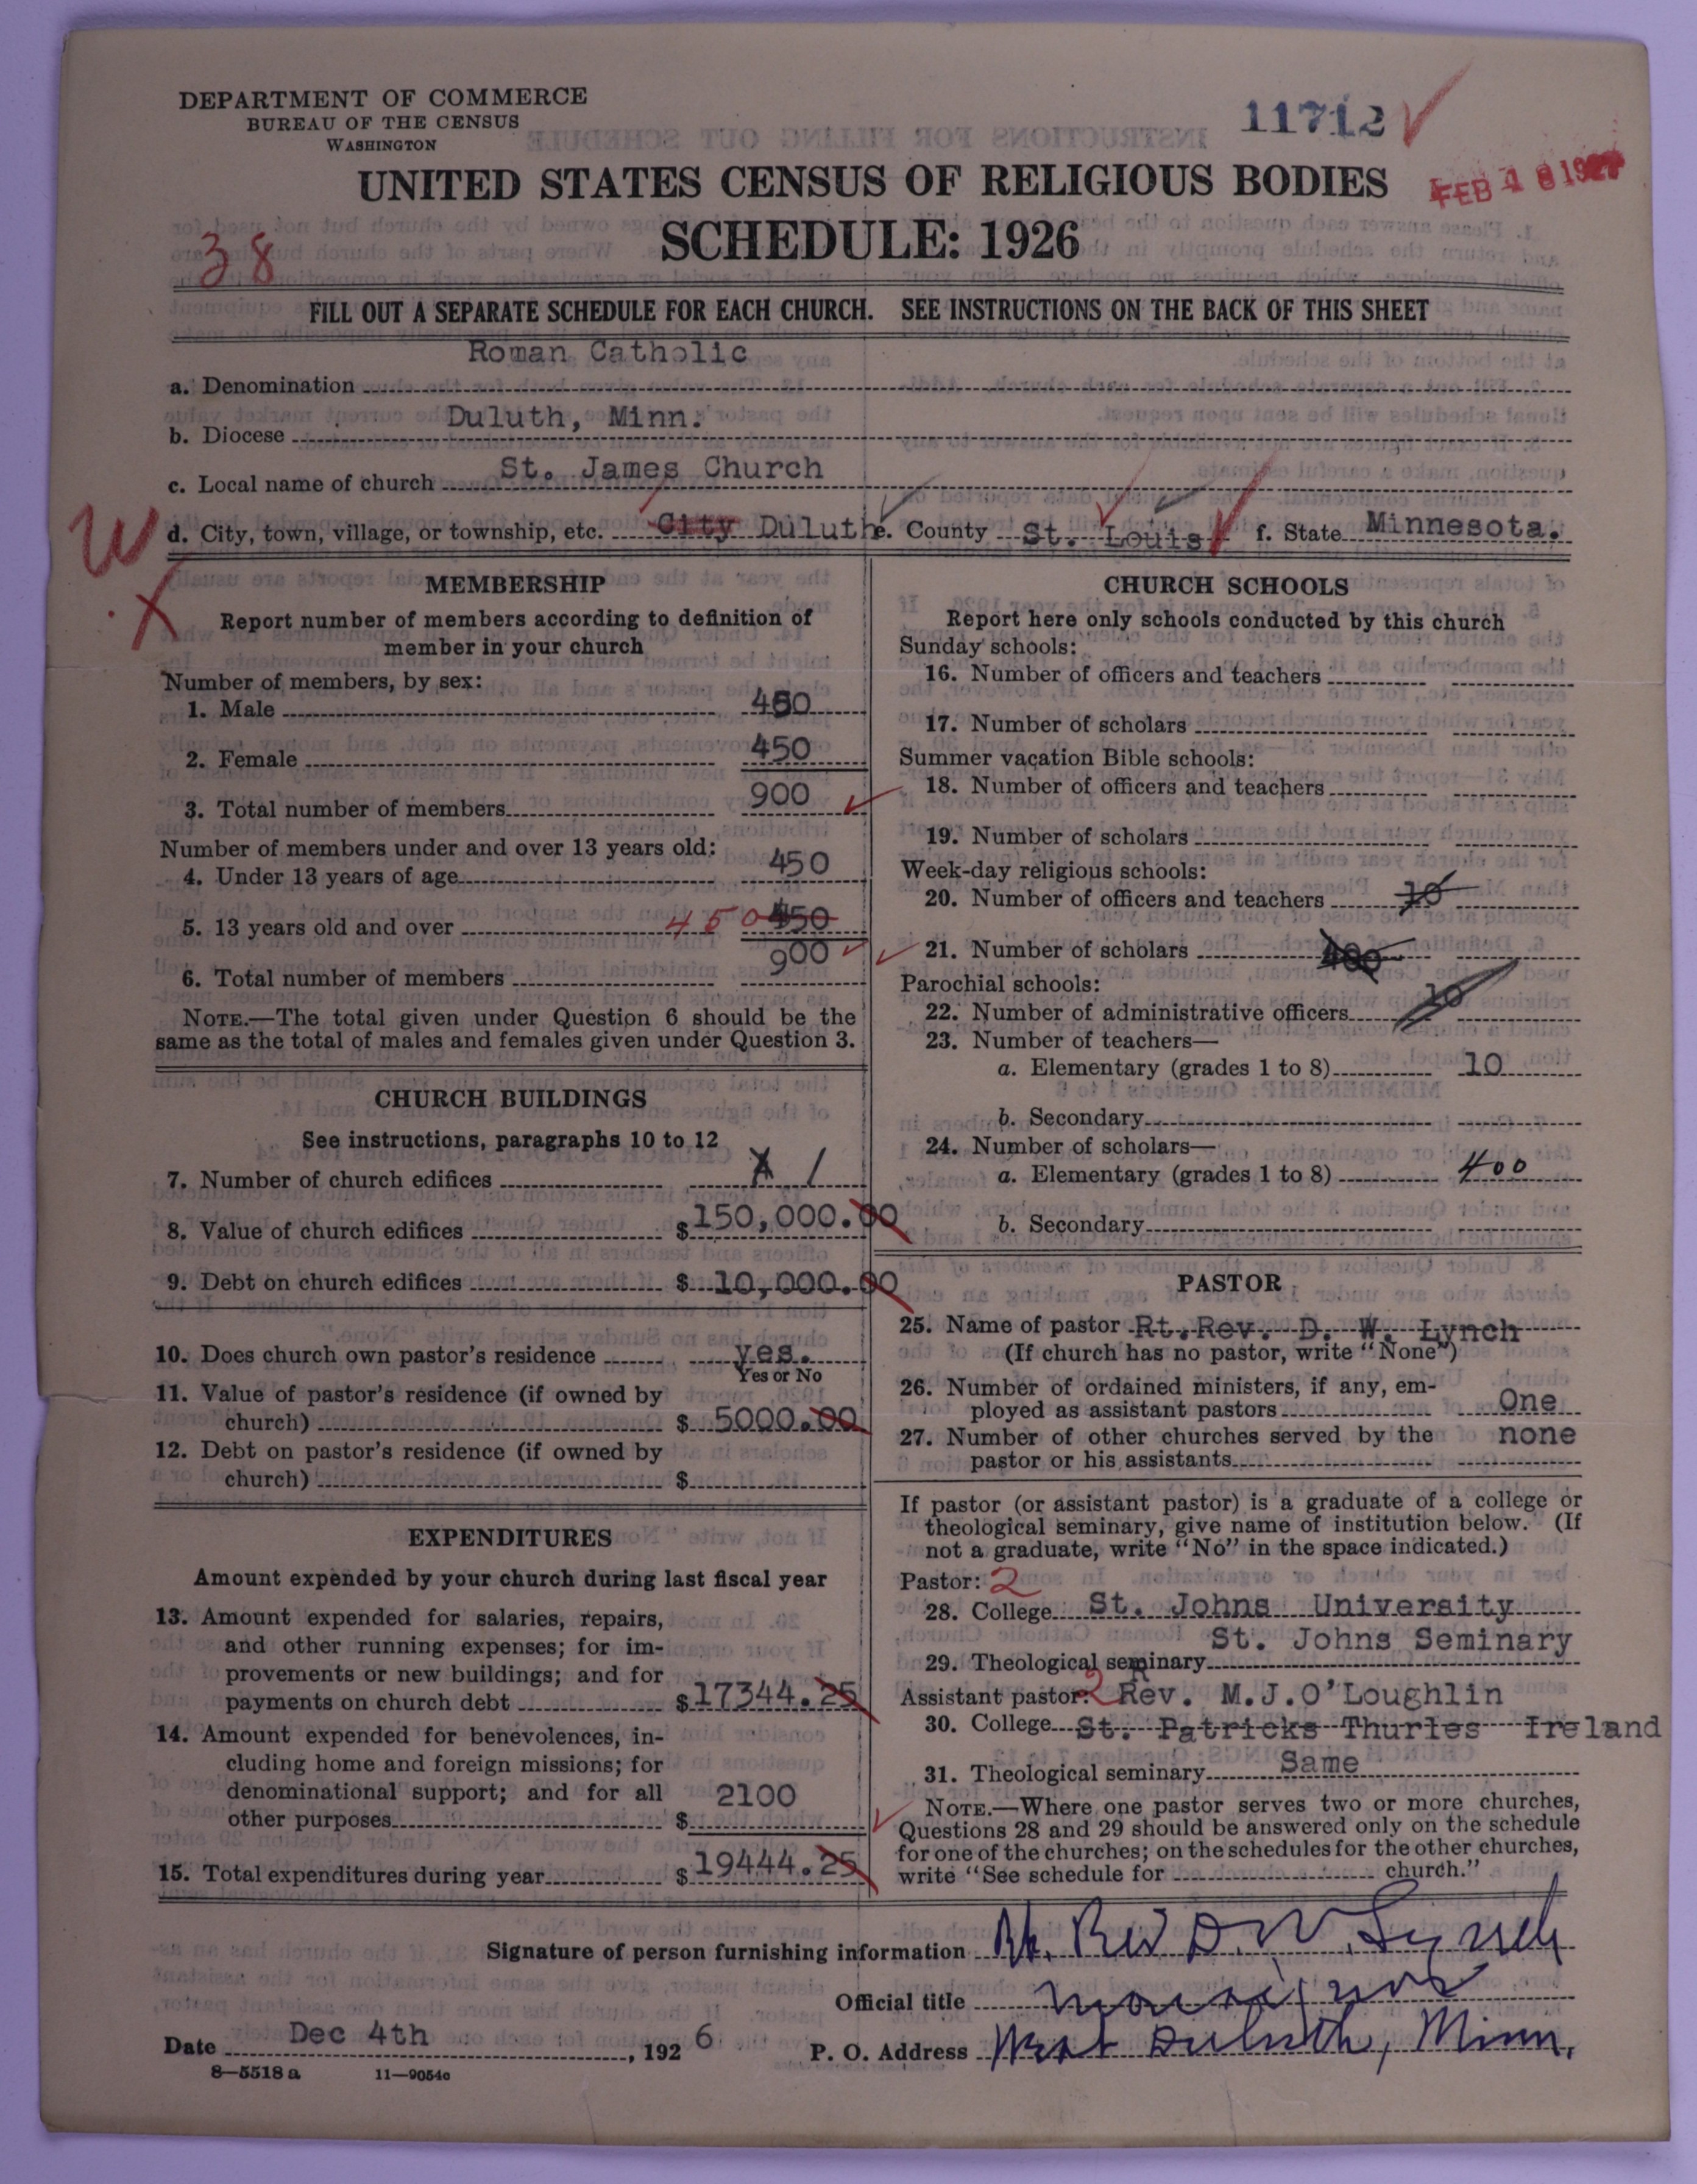 DEPARTMENT OF COMMERCE
BUREAU OF THE CENSUS
WASHINGTON
11712
UNITED STATES CENSUS OF RELIGIOUS BODIES
FEB 18 1927
SCHEDULE: 1926
38
FILL OUT A SEPARATE SCHEDULE FOR EACH CHURCH. SEE INSTRUCTIONS ON THE BACK OF THIS SHEET
a. Denomination Roman Catholic
b. Diocese Duluth, Minn.
c. Local name of church St. James Church
W d. City, town, village, or township, etc. City Duluth e. County St. Louis f. State Minnesota.
X
MEMBERSHIP
Report number of members according to definition of
member in your church
Number of members, by sex:
1. Male 450
2. Female 450
3. Total number of members 900
Number of members under and over 13 years old:
4. Under 13 years of age 450
5. 13 years old and over 450 450
6. Total number of members 900
NOTE.—The total given under Question 6 should be the
same as the total of males and females given under Question 3.
CHURCH BUILDINGS
See instructions, paragraphs 10 to 12
7. Number of church edifices 1
8. Value of church edifices $150,000.00
9. Debt on church edifices $10,000.00
10. Does church own pastor's residence yes.
Yes or No
11. Value of pastor's residence (if owned by
church) $5000.00
12. Debt on pastor's residence (if owned by
church) $
EXPENDITURES
Amount expended by your church during last fiscal year
13. Amount expended for salaries, repairs,
and other running expenses; for im-
provements or new buildings; and for
payments on church debt $17344.25
14. Amount expended for benevolences, in-
cluding home and foreign missions; for
denominational support; and for all
other purposes $2100
15. Total expenditures during year $19444.25
CHURCH SCHOOLS
Report here only schools conducted by this church
Sunday schools:
16. Number of officers and teachers
17. Number of scholars
Summer vacation Bible schools:
18. Number of officers and teachers
19. Number of scholars
Week-day religious schools:
20. Number of officers and teachers 10
21. Number of scholars 400
Parochial schools:
22. Number of administrative officers 10
23. Number of teachers—
a. Elementary (grades 1 to 8) 10
b. Secondary
24. Number of scholars—
a. Elementary (grades 1 to 8) 400
b. Secondary
PASTOR
25. Name of pastor Rt. Rev. D. W. Lynch
(If church has no pastor, write "None")
26. Number of ordained ministers, if any, em-
ployed as assistant pastors One
27. Number of other churches served by the none
pastor or his assistants
If pastor (or assistant pastor) is a graduate of a college or
theological seminary, give name of institution below. (If
not a graduate, write "No" in the space indicated.)
Pastor: 2
28. College St. Johns University
St. Johns Seminary
29. Theological seminary
Assistant pastor: 2 Rev. M.J.O'Loughlin
30. College St. Patricks Thurles Ireland
31. Theological seminary Same
NOTE.—Where one pastor serves two or more churches,
Questions 28 and 29 should be answered only on the schedule
for one of the churches; on the schedules for the other churches,
write "See schedule for church."
Signature of person furnishing information Rt. Rev D. W. Lynch
Official title
Date Dec 4th, 1926 P. O. Address West Duluth, Minn.
8—5518 a 11—9054c